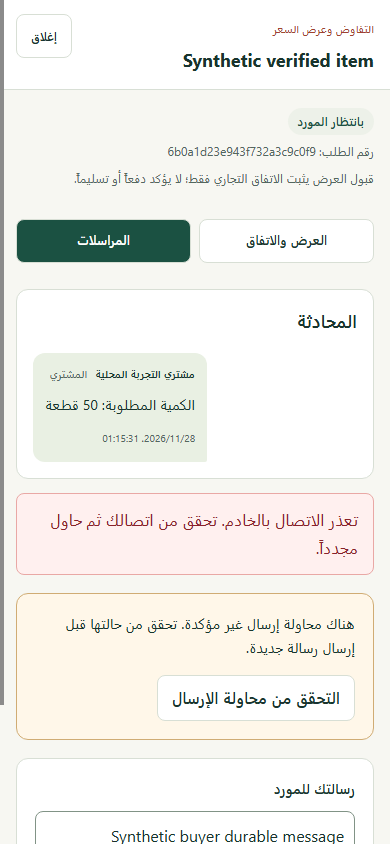 التفاوض وعرض السعر
إغلاق
Synthetic verified item
بانتظار المورد
رقم الطلب: 6b0a1d23e943f732a3c9c0f9
قبول العرض يثبت الاتفاق التجاري فقط؛ لا يؤكد دفعاً أو تسليماً.
العرض والاتفاق
المراسلات
المحادثة
مشتري التجربة المحلية المشتري
الكمية المطلوبة: 50 قطعة
2026/11/28، 01:15:31
تعذر الاتصال بالخادم. تحقق من اتصالك ثم حاول
مجدداً.
هناك محاولة إرسال غير مؤكدة. تحقق من حالتها قبل
إرسال رسالة جديدة.
التحقق من محاولة الإرسال
رسالتك للمورد
Synthetic buyer durable message